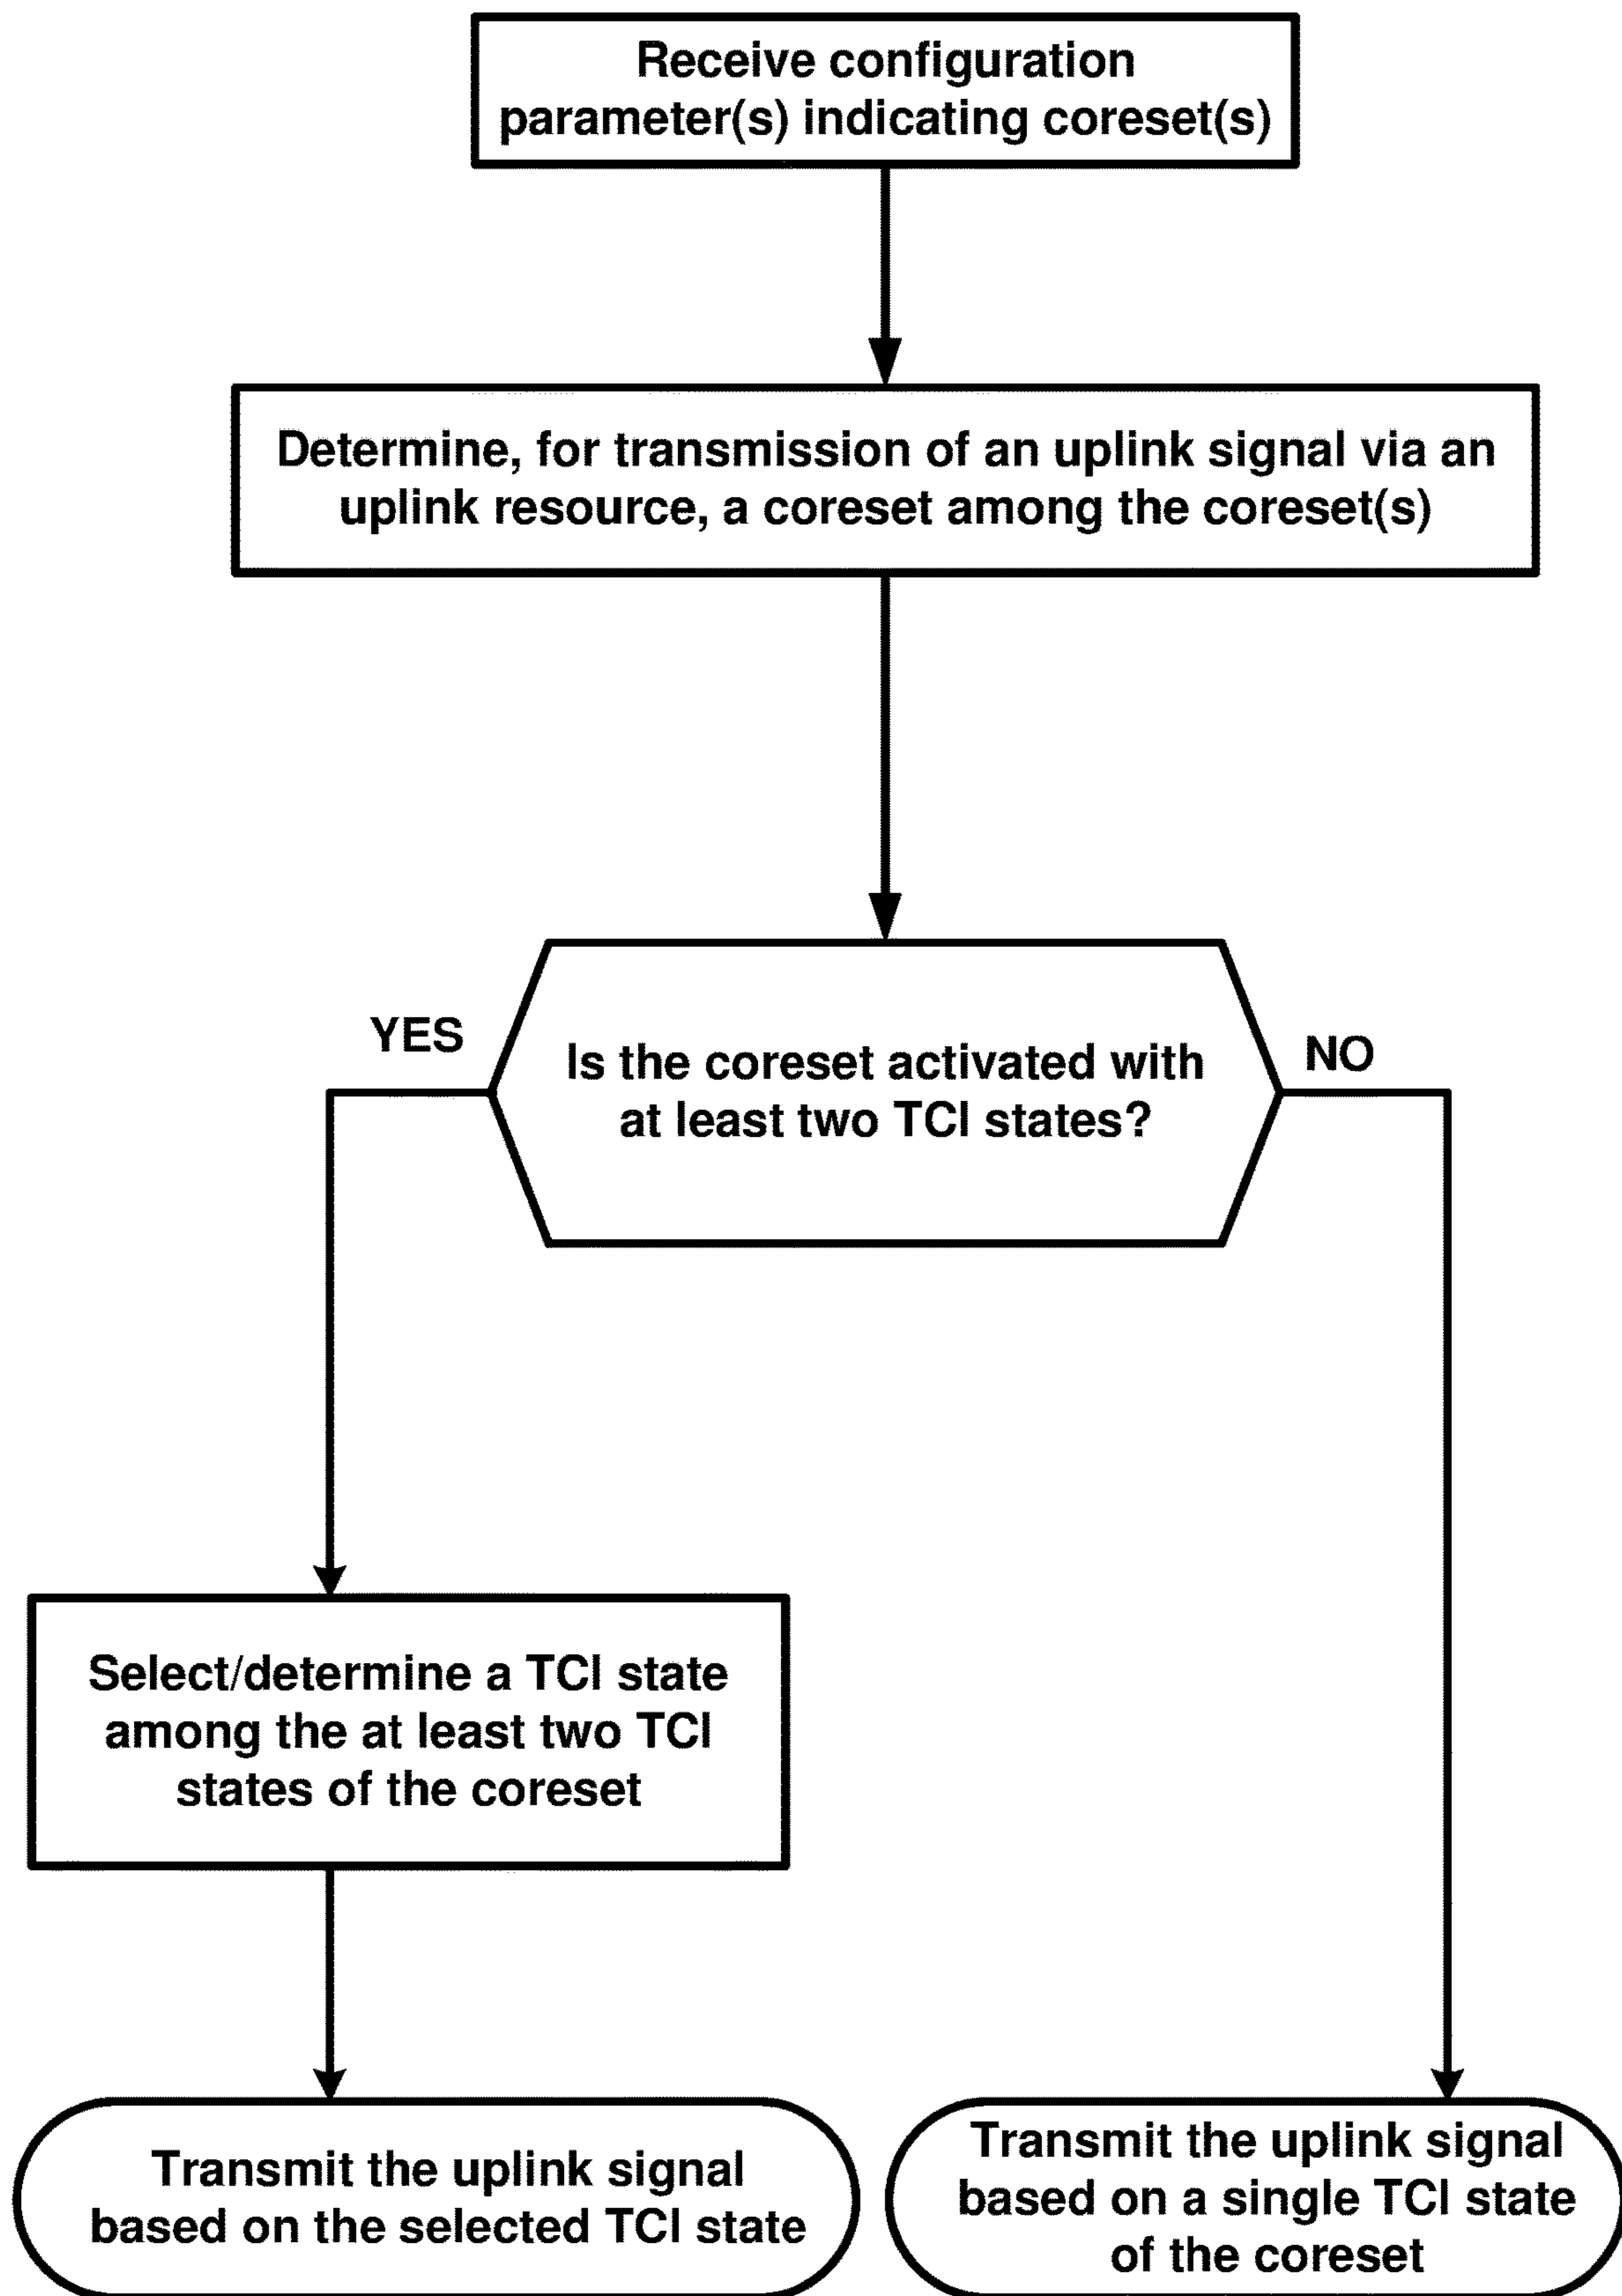 Receive configuration
parameter(s) indicating coreset(s)
Determine, for transmission of an uplink signal via an
uplink resource, a coreset among the coreset(s)
YES
Is the coreset activated with
at least two TCI states?
NO
Select/determine a TCI state
among the at least two TCI
states of the coreset
Transmit the uplink signal
based on the selected TCI state
Transmit the uplink signal
based on a single TCI state
of the coreset